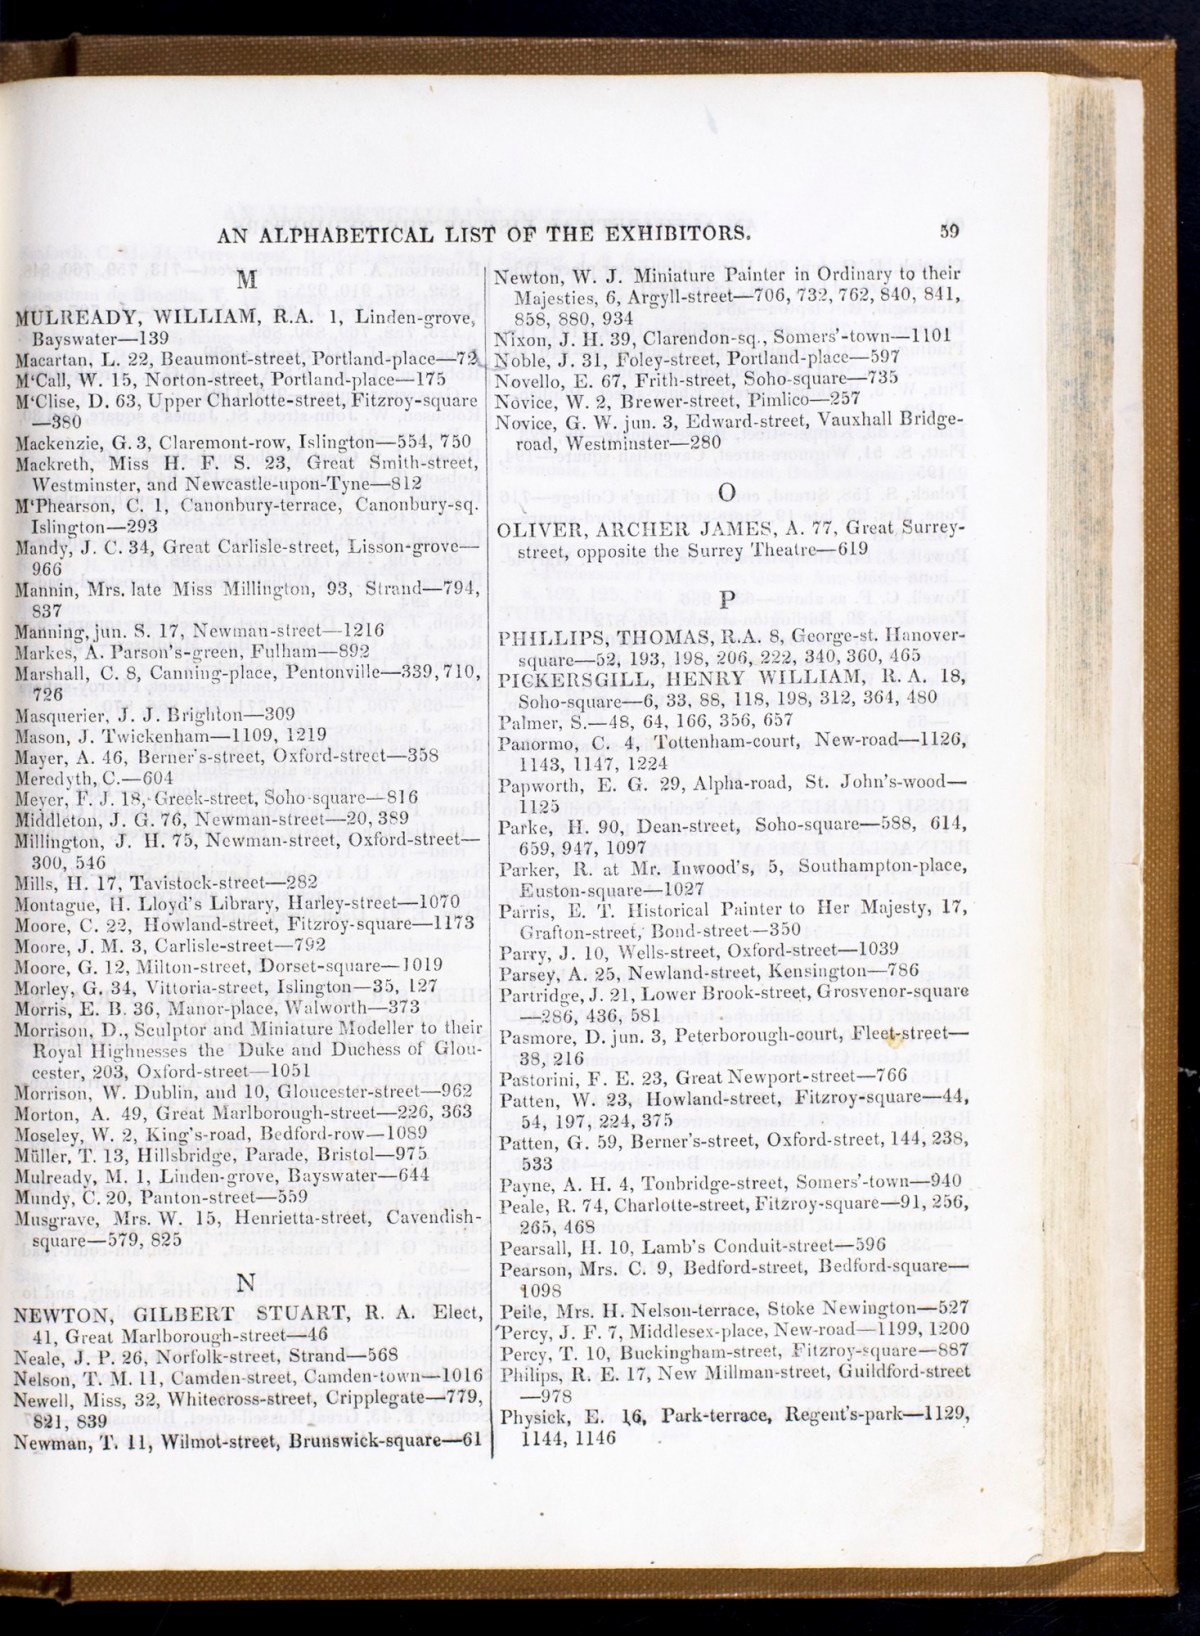 AN ALPHABETICAL LIST OF THE EXHIBITORS. 59
M
MULREADY, WILLIAM, R.A. 1, Linden-grove,
Bayswater—139
Macartan, L. 22, Beaumont-street, Portland-place—72
M‘Call, W. 15, Norton-street, Portland-place—175
M‘Clise, D. 63, Upper Charlotte-street, Fitzroy-square
—380
Mackenzie, G. 3, Claremont-row, Islington—554, 750
Mackreth, Miss H. F. S. 23, Great Smith-street,
Westminster, and Newcastle-upon-Tyne—812
M‘Phearson, C. 1, Canonbury-terrace, Canonbury-sq.
Islington—293
Mandy, J. C. 34, Great Carlisle-street, Lisson-grove—
966
Mannin, Mrs. late Miss Millington, 93, Strand—794,
837
Manning, jun. S. 17, Newman-street—1216
Markes, A. Parson's-green, Fulham—892
Marshall, C. 8, Canning-place, Pentonville—339, 710,
726
Masquerier, J. J. Brighton—309
Mason, J. Twickenham—1109, 1219
Mayer, A. 46, Berner's-street, Oxford-street—358
Meredyth, C.—604
Meyer, F. J. 18, Greek-street, Soho-square—816
Middleton, J. G. 76, Newman-street—20, 389
Millington, J. H. 75, Newman-street, Oxford-street—
300, 546
Mills, H. 17, Tavistock-street—282
Montague, H. Lloyd's Library, Harley-street—1070
Moore, C. 22, Howland-street, Fitzroy-square—1173
Moore, J. M. 3, Carlisle-street—792
Moore, G. 12, Milton-street, Dorset-square—1019
Morley, G. 34, Vittoria-street, Islington—35, 127
Morris, E. B. 36, Manor-place, Walworth—373
Morrison, D., Sculptor and Miniature Modeller to their
Royal Highnesses the Duke and Duchess of Glou-
cester, 203, Oxford-street—1051
Morrison, W. Dublin, and 10, Gloucester-street—962
Morton, A. 49, Great Marlborough-street—226, 363
Moseley, W. 2, King's-road, Bedford-row—1089
Müller, T. 13, Hillsbridge, Parade, Bristol—975
Mulready, M. 1, Linden-grove, Bayswater—644
Mundy, C. 20, Panton-street—559
Musgrave, Mrs. W. 15, Henrietta-street, Cavendish-
square—579, 825
N
NEWTON, GILBERT STUART, R. A. Elect,
41, Great Marlborough-street—46
Neale, J. P. 26, Norfolk-street, Strand—568
Nelson, T. M. 11, Camden-street, Camden-town—1016
Newell, Miss, 32, Whitecross-street, Cripplegate—779,
821, 839
Newman, T. 11, Wilmot-street, Brunswick-square—61
Newton, W. J. Miniature Painter in Ordinary to their
Majesties, 6, Argyll-street—706, 732, 762, 840, 841,
858, 880, 934
Nixon, J. H. 39, Clarendon-sq., Somers'-town—1101
Noble, J. 31, Foley-street, Portland-place—597
Novello, E. 67, Frith-street, Soho-square—735
Novice, W. 2, Brewer-street, Pimlico—257
Novice, G. W. jun. 3, Edward-street, Vauxhall Bridge-
road, Westminster—280
O
OLIVER, ARCHER JAMES, A. 77, Great Surrey-
street, opposite the Surrey Theatre—619
P
PHILLIPS, THOMAS, R.A. 8, George-st. Hanover-
square—52, 193, 198, 206, 222, 340, 360, 465
PICKERSGILL, HENRY WILLIAM, R. A. 18,
Soho-square—6, 33, 88, 118, 198, 312, 364, 480
Palmer, S.—48, 64, 166, 356, 657
Panormo, C. 4, Tottenham-court, New-road—1126,
1143, 1147, 1224
Papworth, E. G. 29, Alpha-road, St. John's-wood—
1125
Parke, H. 90, Dean-street, Soho-square—588, 614,
659, 947, 1097
Parker, R. at Mr. Inwood's, 5, Southampton-place,
Euston-square—1027
Parris, E. T. Historical Painter to Her Majesty, 17,
Grafton-street, Bond-street—350
Parry, J. 10, Wells-street, Oxford-street—1039
Parsey, A. 25, Newland-street, Kensington—786
Partridge, J. 21, Lower Brook-street, Grosvenor-square
—286, 436, 581
Pasmore, D. jun. 3, Peterborough-court, Fleet-street—
38, 216
Pastorini, F. E. 23, Great Newport-street—766
Patten, W. 23, Howland-street, Fitzroy-square—44,
54, 197, 224, 375
Patten, G. 59, Berner's-street, Oxford-street, 144, 238,
533
Payne, A. H. 4, Tonbridge-street, Somers'-town—940
Peale, R. 74, Charlotte-street, Fitzroy-square—91, 256,
265, 468
Pearsall, H. 10, Lamb's Conduit-street—596
Pearson, Mrs. C. 9, Bedford-street, Bedford-square—
1098
Peile, Mrs. H. Nelson-terrace, Stoke Newington—527
Percy, J. F. 7, Middlesex-place, New-road—1199, 1200
Percy, T. 10, Buckingham-street, Fitzroy-square—887
Philips, R. E. 17, New Millman-street, Guildford-street
—978
Physick, E. 16, Park-terrace, Regent's-park—1129,
1144, 1146